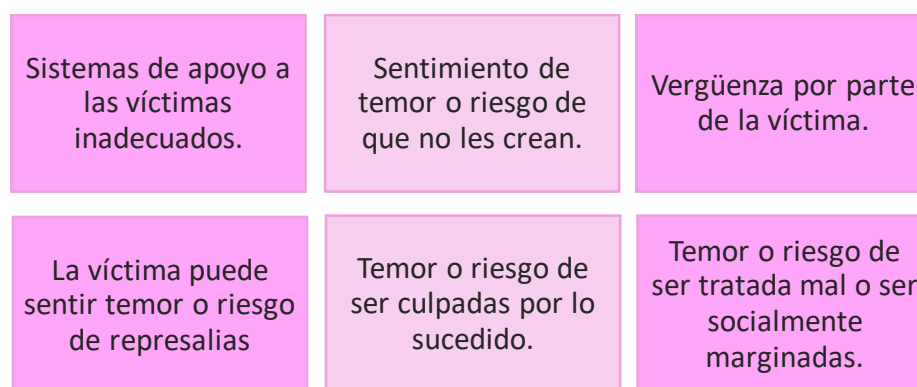 Sistemas de apoyo a
las víctimas
inadecuados.
Sentimiento de
temor o riesgo de
que no les crean.
Vergüenza por parte
de la víctima.
La víctima puede
sentir temor o riesgo
de represalias
Temor o riesgo de
ser culpadas por lo
sucedido.
Temor o riesgo de
ser tratada mal o ser
socialmente
marginadas.